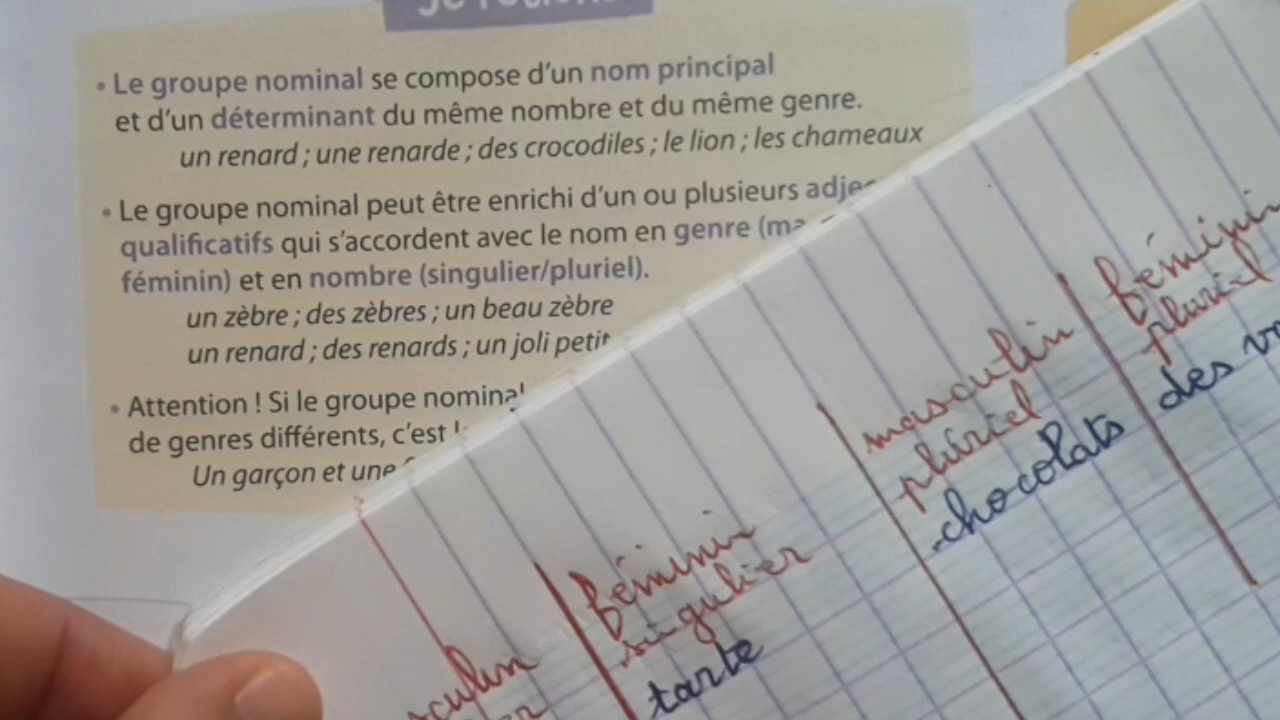 • Le groupe nominal se compose d'un nom principal
et d'un déterminant du même nombre et du même genre.
un renard ; une renarde ; des crocodiles ; le lion ; les chameaux
• Le groupe nominal peut être enrichi d'un ou plusieurs
qualificatifs qui s'accordent avec le nom en genre
féminin) et en nombre (singulier/pluriel).
un zèbre ; des zèbres ; un beau zèbre
un renard ; des renards ; un joli petit
• Attention ! Si le groupe nominal
de genres différents, c'est
Un garçon et une
féminin
singulier
tarte
masculin
pluriel
chocolats
féminin
pluriel
des